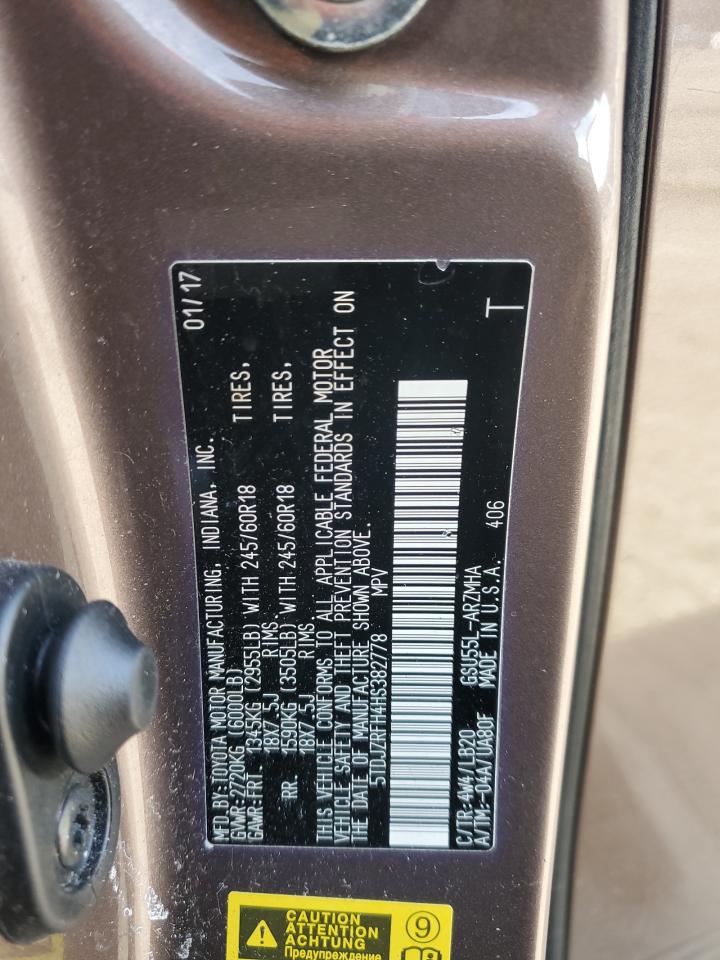 MFD.BY:TOYOTA MOTOR MANUFACTURING, INDIANA, INC. 01/17
GVWR:2720KG (6000LB)
GAWR:FRT. 1345KG (2955LB) WITH 245/60R18 TIRES,
18X7.5J RIMS
RR. 1590KG (3505LB) WITH 245/60R18 TIRES,
18X7.5J RIMS
THIS VEHICLE CONFORMS TO ALL APPLICABLE FEDERAL MOTOR
VEHICLE SAFETY AND THEFT PREVENTION STANDARDS IN EFFECT ON
THE DATE OF MANUFACTURE SHOWN ABOVE.
5TDJZRFH4HS382778 MPV
C/TR:4W4/LB20 GSU55L-ARZMHA 406
A/TM:-04A/UA80F MADE IN U.S.A. T
CAUTION
ATTENTION
ACHTUNG
Предупреждение
9